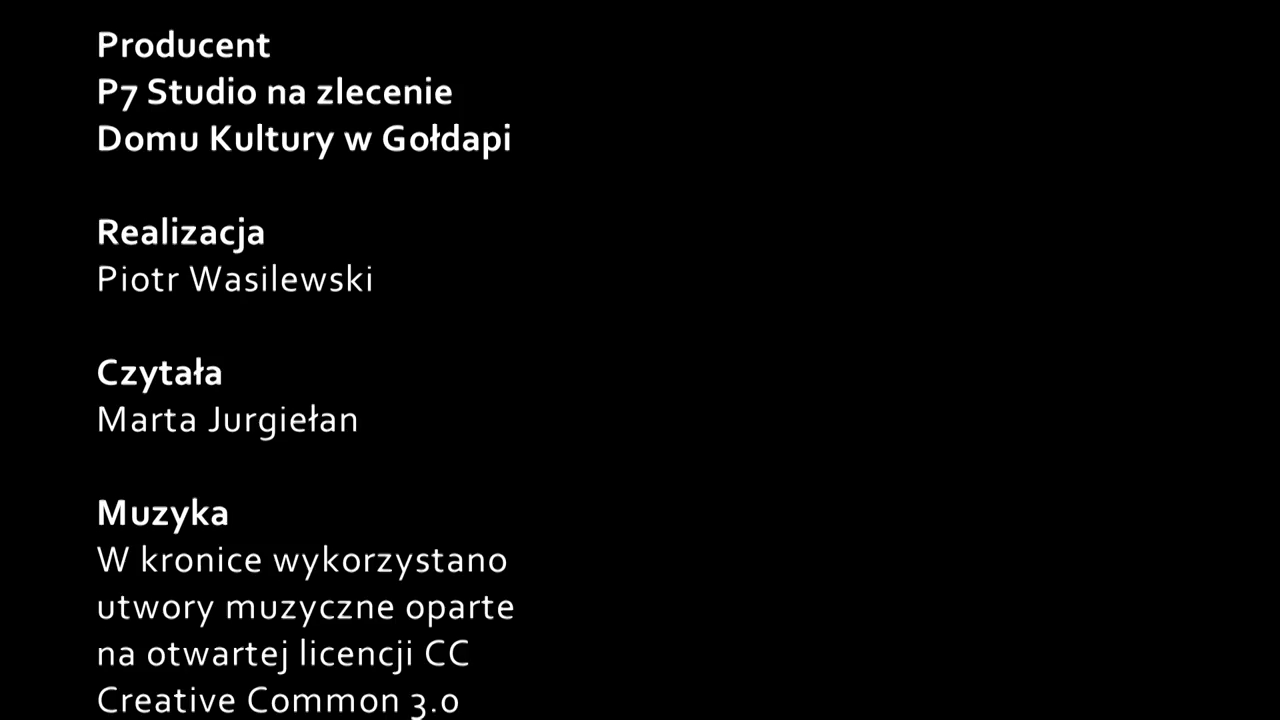 Producent
P7 Studio na zlecenie
Domu Kultury w Gołdapi
Realizacja
Piotr Wasilewski
Czytała
Marta Jurgiełan
Muzyka
W kronice wykorzystano
utwory muzyczne oparte
na otwartej licencji CC
Creative Common 3.0